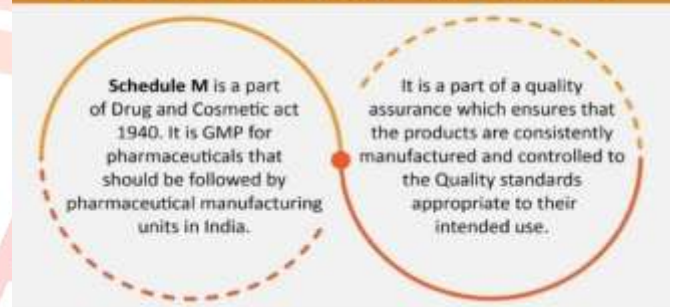 Schedule M is a part
of Drug and Cosmetic act
1940. It is GMP for
pharmaceuticals that
should be followed by
pharmaceutical manufacturing
units in India.
It is a part of a quality
assurance which ensures that
the products are consistently
manufactured and controlled to
the Quality standards
appropriate to their
intended use.